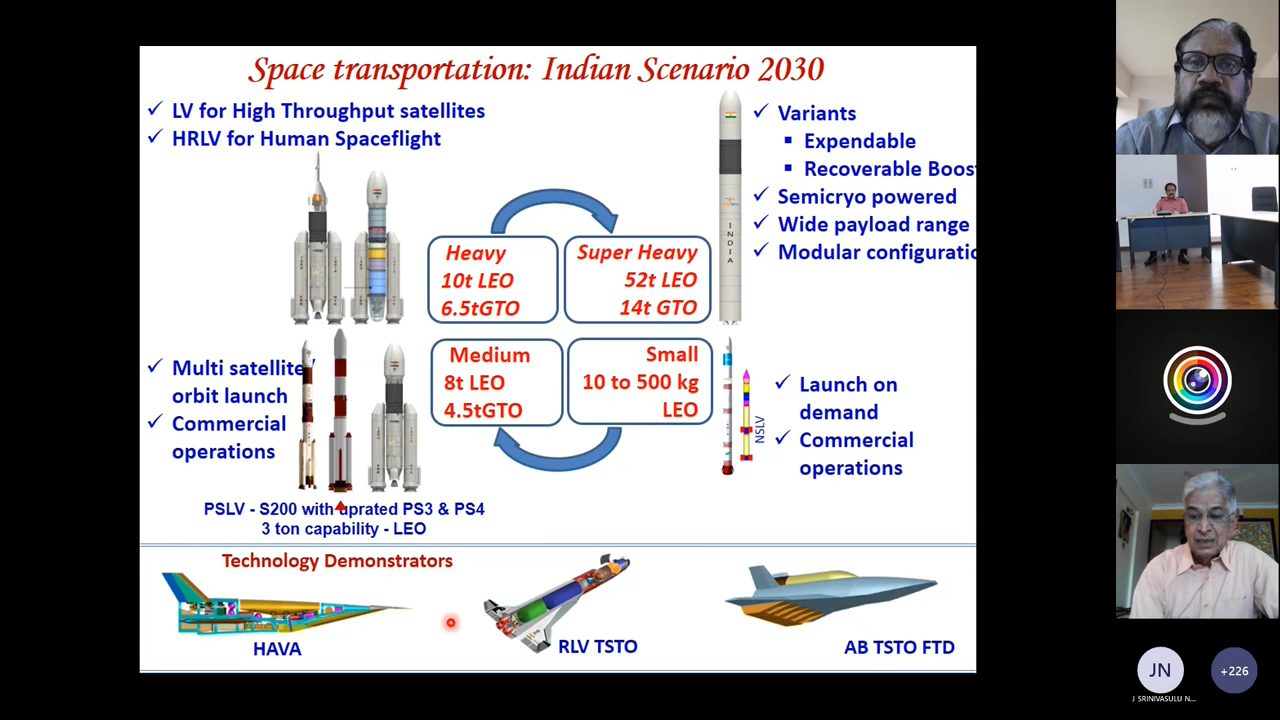 Space transportation: Indian Scenario 2030
✓ LV for High Throughput satellites
✓ HRLV for Human Spaceflight
✓ Variants
▪ Expendable
▪ Recoverable Boos
✓ Semicryo powered
✓ Wide payload range
✓ Modular configuratio
INDIA
Heavy
10t LEO
6.5tGTO
Super Heavy
52t LEO
14t GTO
Medium
8t LEO
4.5tGTO
Small
10 to 500 kg
LEO
✓ Multi satellite/
orbit launch
✓ Commercial
operations
NSLV
✓ Launch on
demand
✓ Commercial
operations
PSLV - S200 with uprated PS3 & PS4
3 ton capability - LEO
Technology Demonstrators
HAVA
RLV TSTO
AB TSTO FTD
JN
J SRINIVASULU N...
+226